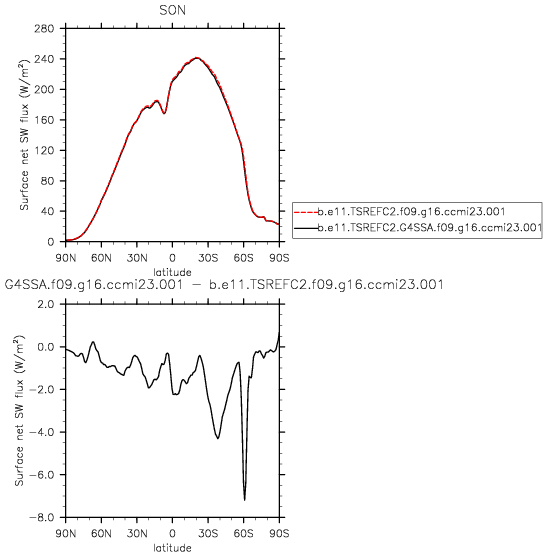 SON
280
240
200
160
120
80
40
0
Surface net SW flux (W/m²)
90N 60N 30N 0 30S 60S 90S
latitude
b.e11.TSREFC2.f09.g16.ccmi23.001
b.e11.TSREFC2.G4SSA.f09.g16.ccmi23.001
G4SSA.f09.g16.ccmi23.001 − b.e11.TSREFC2.f09.g16.ccmi23.001
2.0
0.0
−2.0
−4.0
−6.0
−8.0
Surface net SW flux (W/m²)
90N 60N 30N 0 30S 60S 90S
latitude